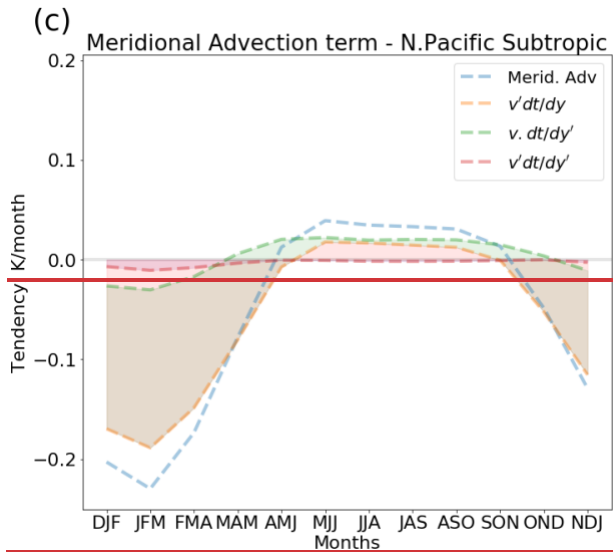 (c)
Meridional Advection term - N.Pacific Subtropic
Merid. Adv
v'dt/dy
v. dt/dy'
v'dt/dy'
0.2
0.1
0.0
−0.1
−0.2
Tendency K/month
DJF JFM FMA MAM AMJ MJJ JJA JAS ASO SON OND NDJ
Months